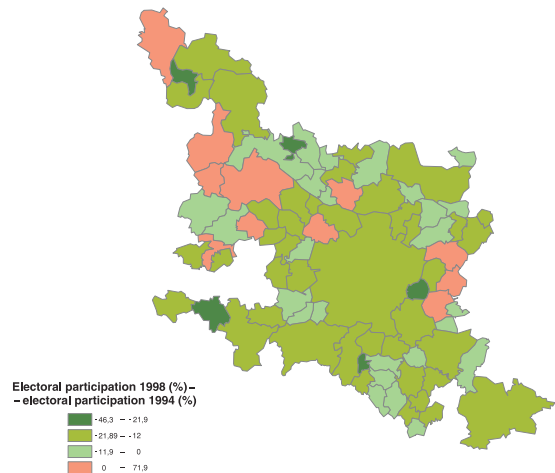 Electoral participation 1998 (%) –
– electoral participation 1994 (%)
-46,3 – -21,9
-21,89 – -12
-11,9 – 0
0 – 71,9